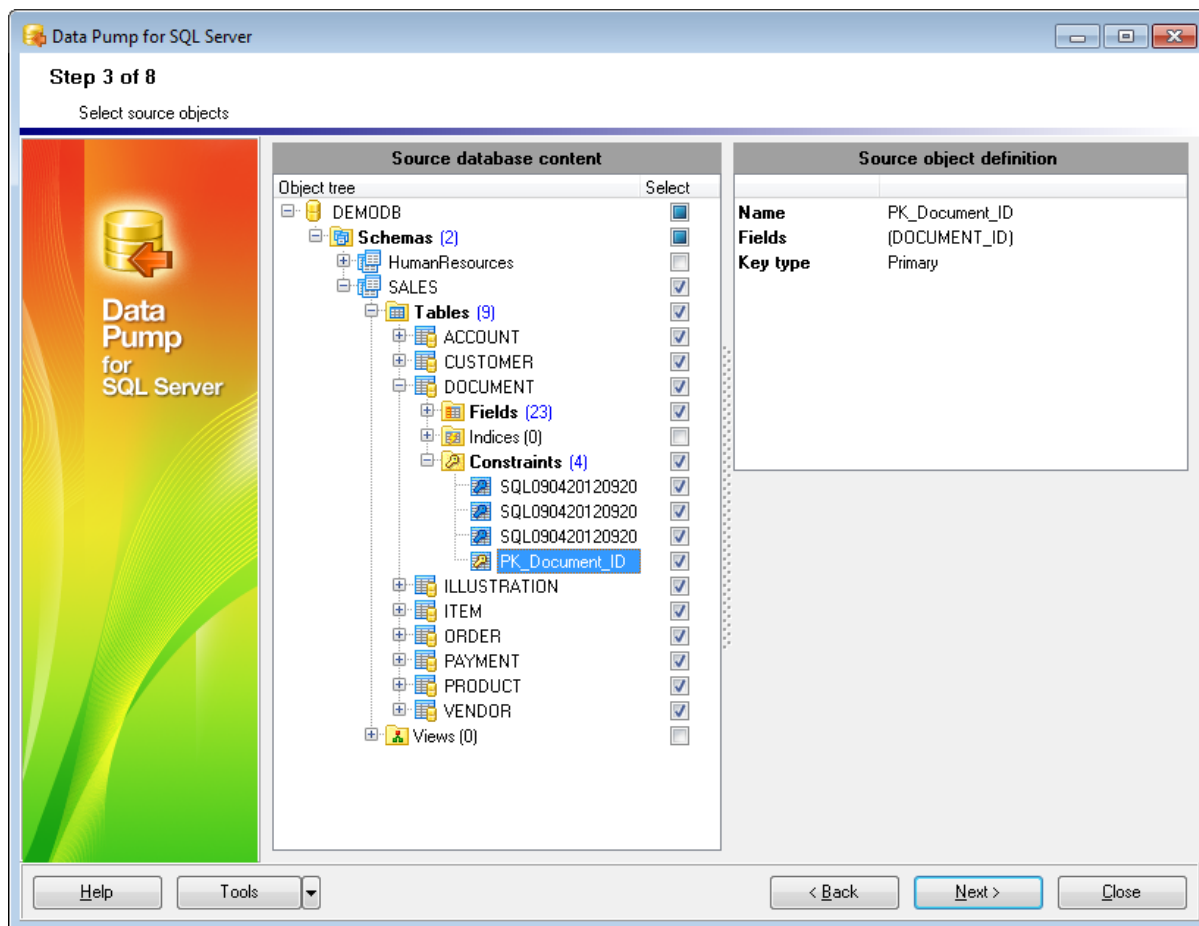 Data Pump for SQL Server
Step 3 of 8
Select source objects
Data
Pump
for
SQL Server
Source database content
Object tree Select
DEMODB
Schemas (2)
HumanResources
SALES
Tables (9)
ACCOUNT
CUSTOMER
DOCUMENT
Fields (23)
Indices (0)
Constraints (4)
SQL090420120920
SQL090420120920
SQL090420120920
PK_Document_ID
ILLUSTRATION
ITEM
ORDER
PAYMENT
PRODUCT
VENDOR
Views (0)
Source object definition
Name PK_Document_ID
Fields (DOCUMENT_ID)
Key type Primary
Help Tools < Back Next > Close